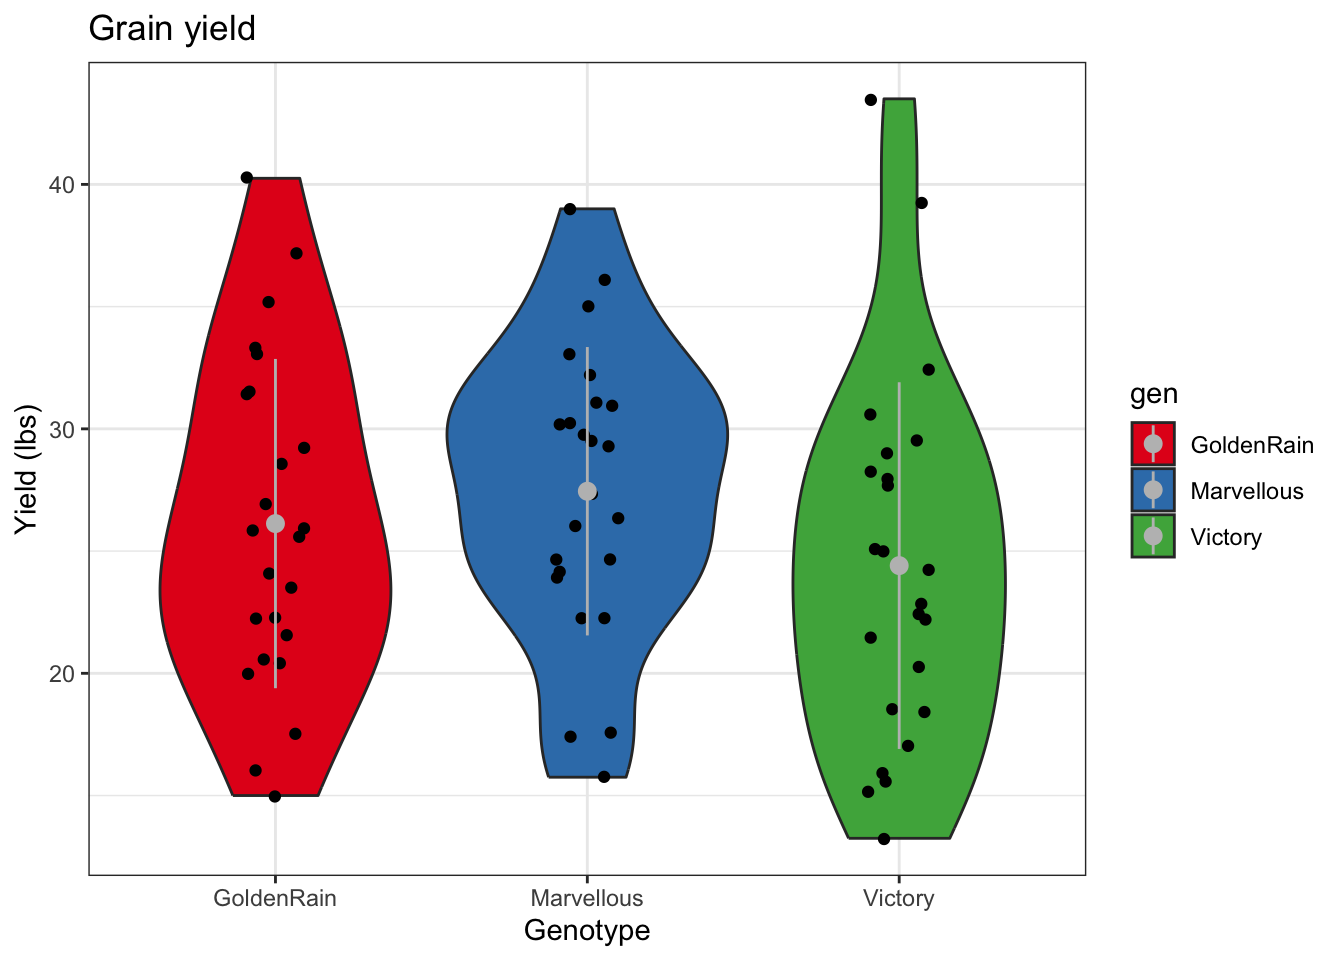 Grain yield
Yield (lbs)
40
30
20
GoldenRain
Marvellous
Victory
Genotype
gen
GoldenRain
Marvellous
Victory